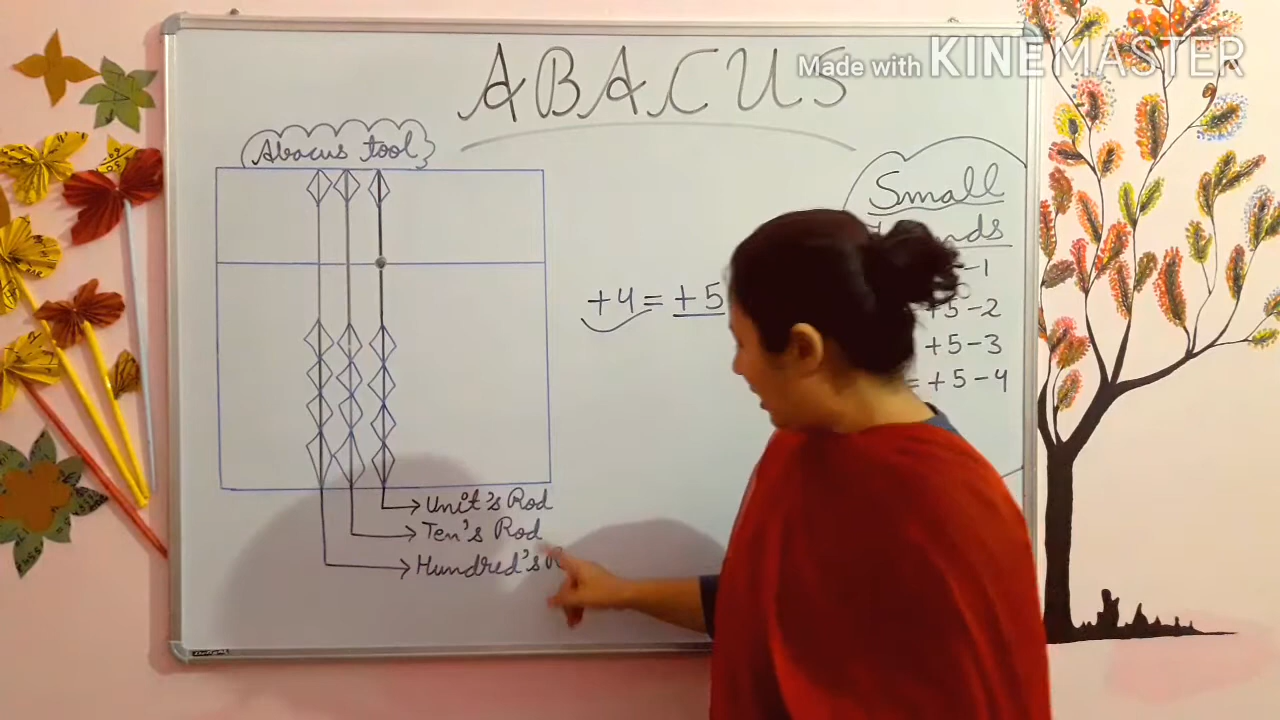 ABACUS
Made with KINEMASTER
Abacus tool
Small
+4 = +5
-1
+5-2
+5-3
= +5-4
Unit's Rod
Ten's Rod
Hundred's R